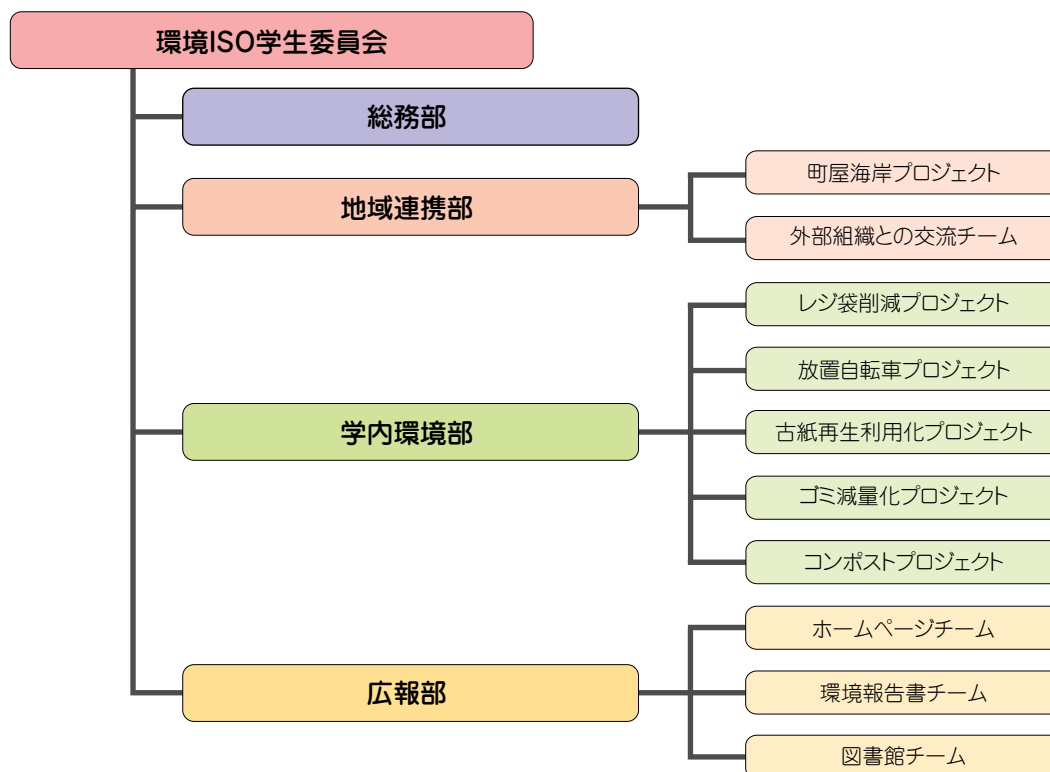 環境ISO学生委員会
総務部
地域連携部
町屋海岸プロジェクト
外部組織との交流チーム
学内環境部
レジ袋削減プロジェクト
放置自転車プロジェクト
古紙再生利用化プロジェクト
ゴミ減量化プロジェクト
コンポストプロジェクト
広報部
ホームページチーム
環境報告書チーム
図書館チーム